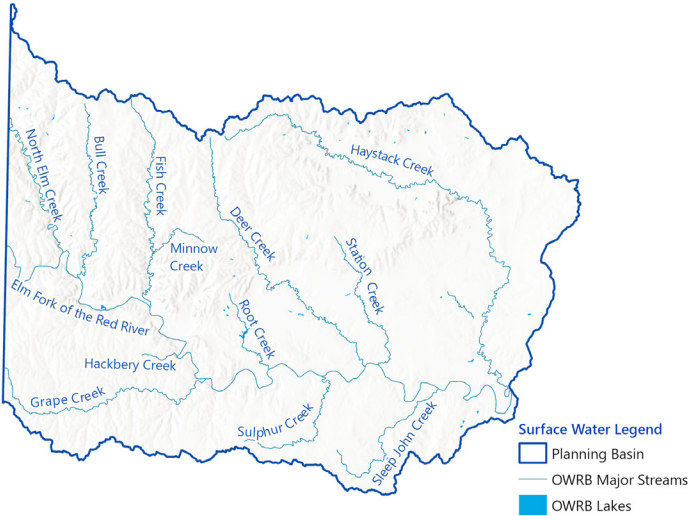 North Elm Creek
Bull Creek
Fish Creek
Haystack Creek
Deer Creek
Minnow
Creek
Station Creek
Elm Fork of the Red River
Root Creek
Hackbery Creek
Grape Creek
Sulphur Creek
Sleep John Creek
Surface Water Legend
Planning Basin
OWRB Major Streams
OWRB Lakes